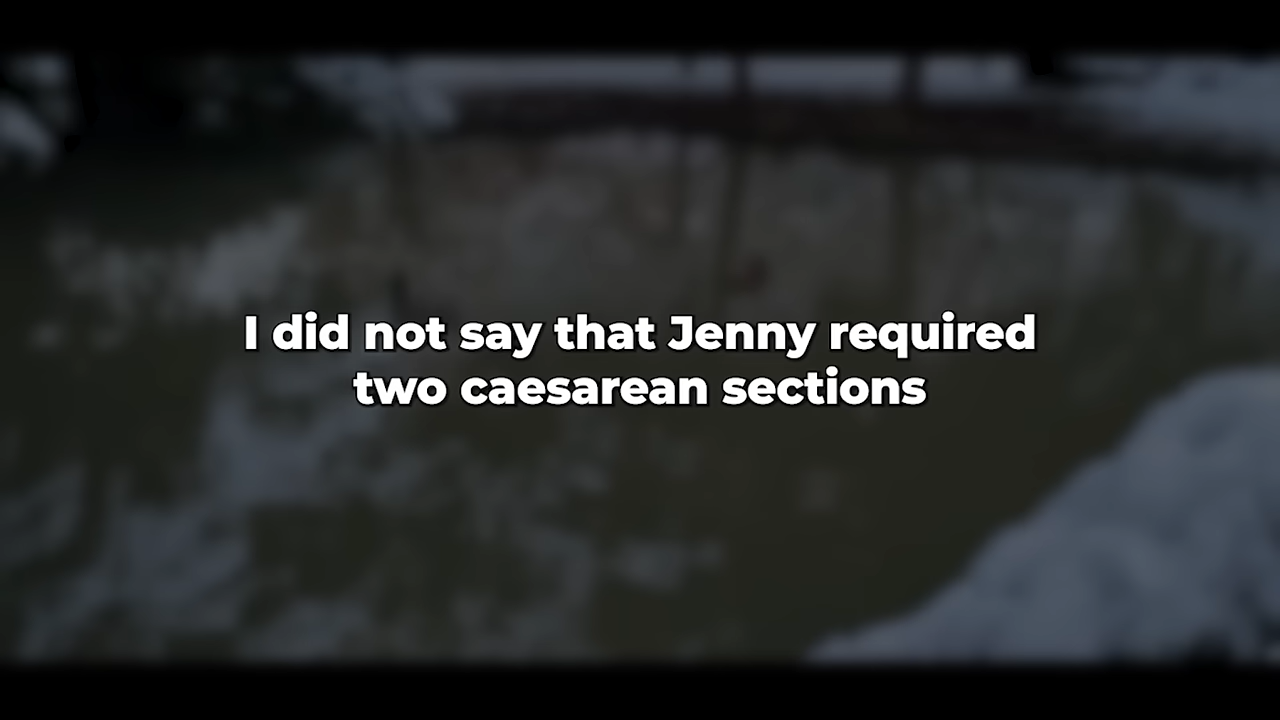 I did not say that Jenny required
two caesarean sections